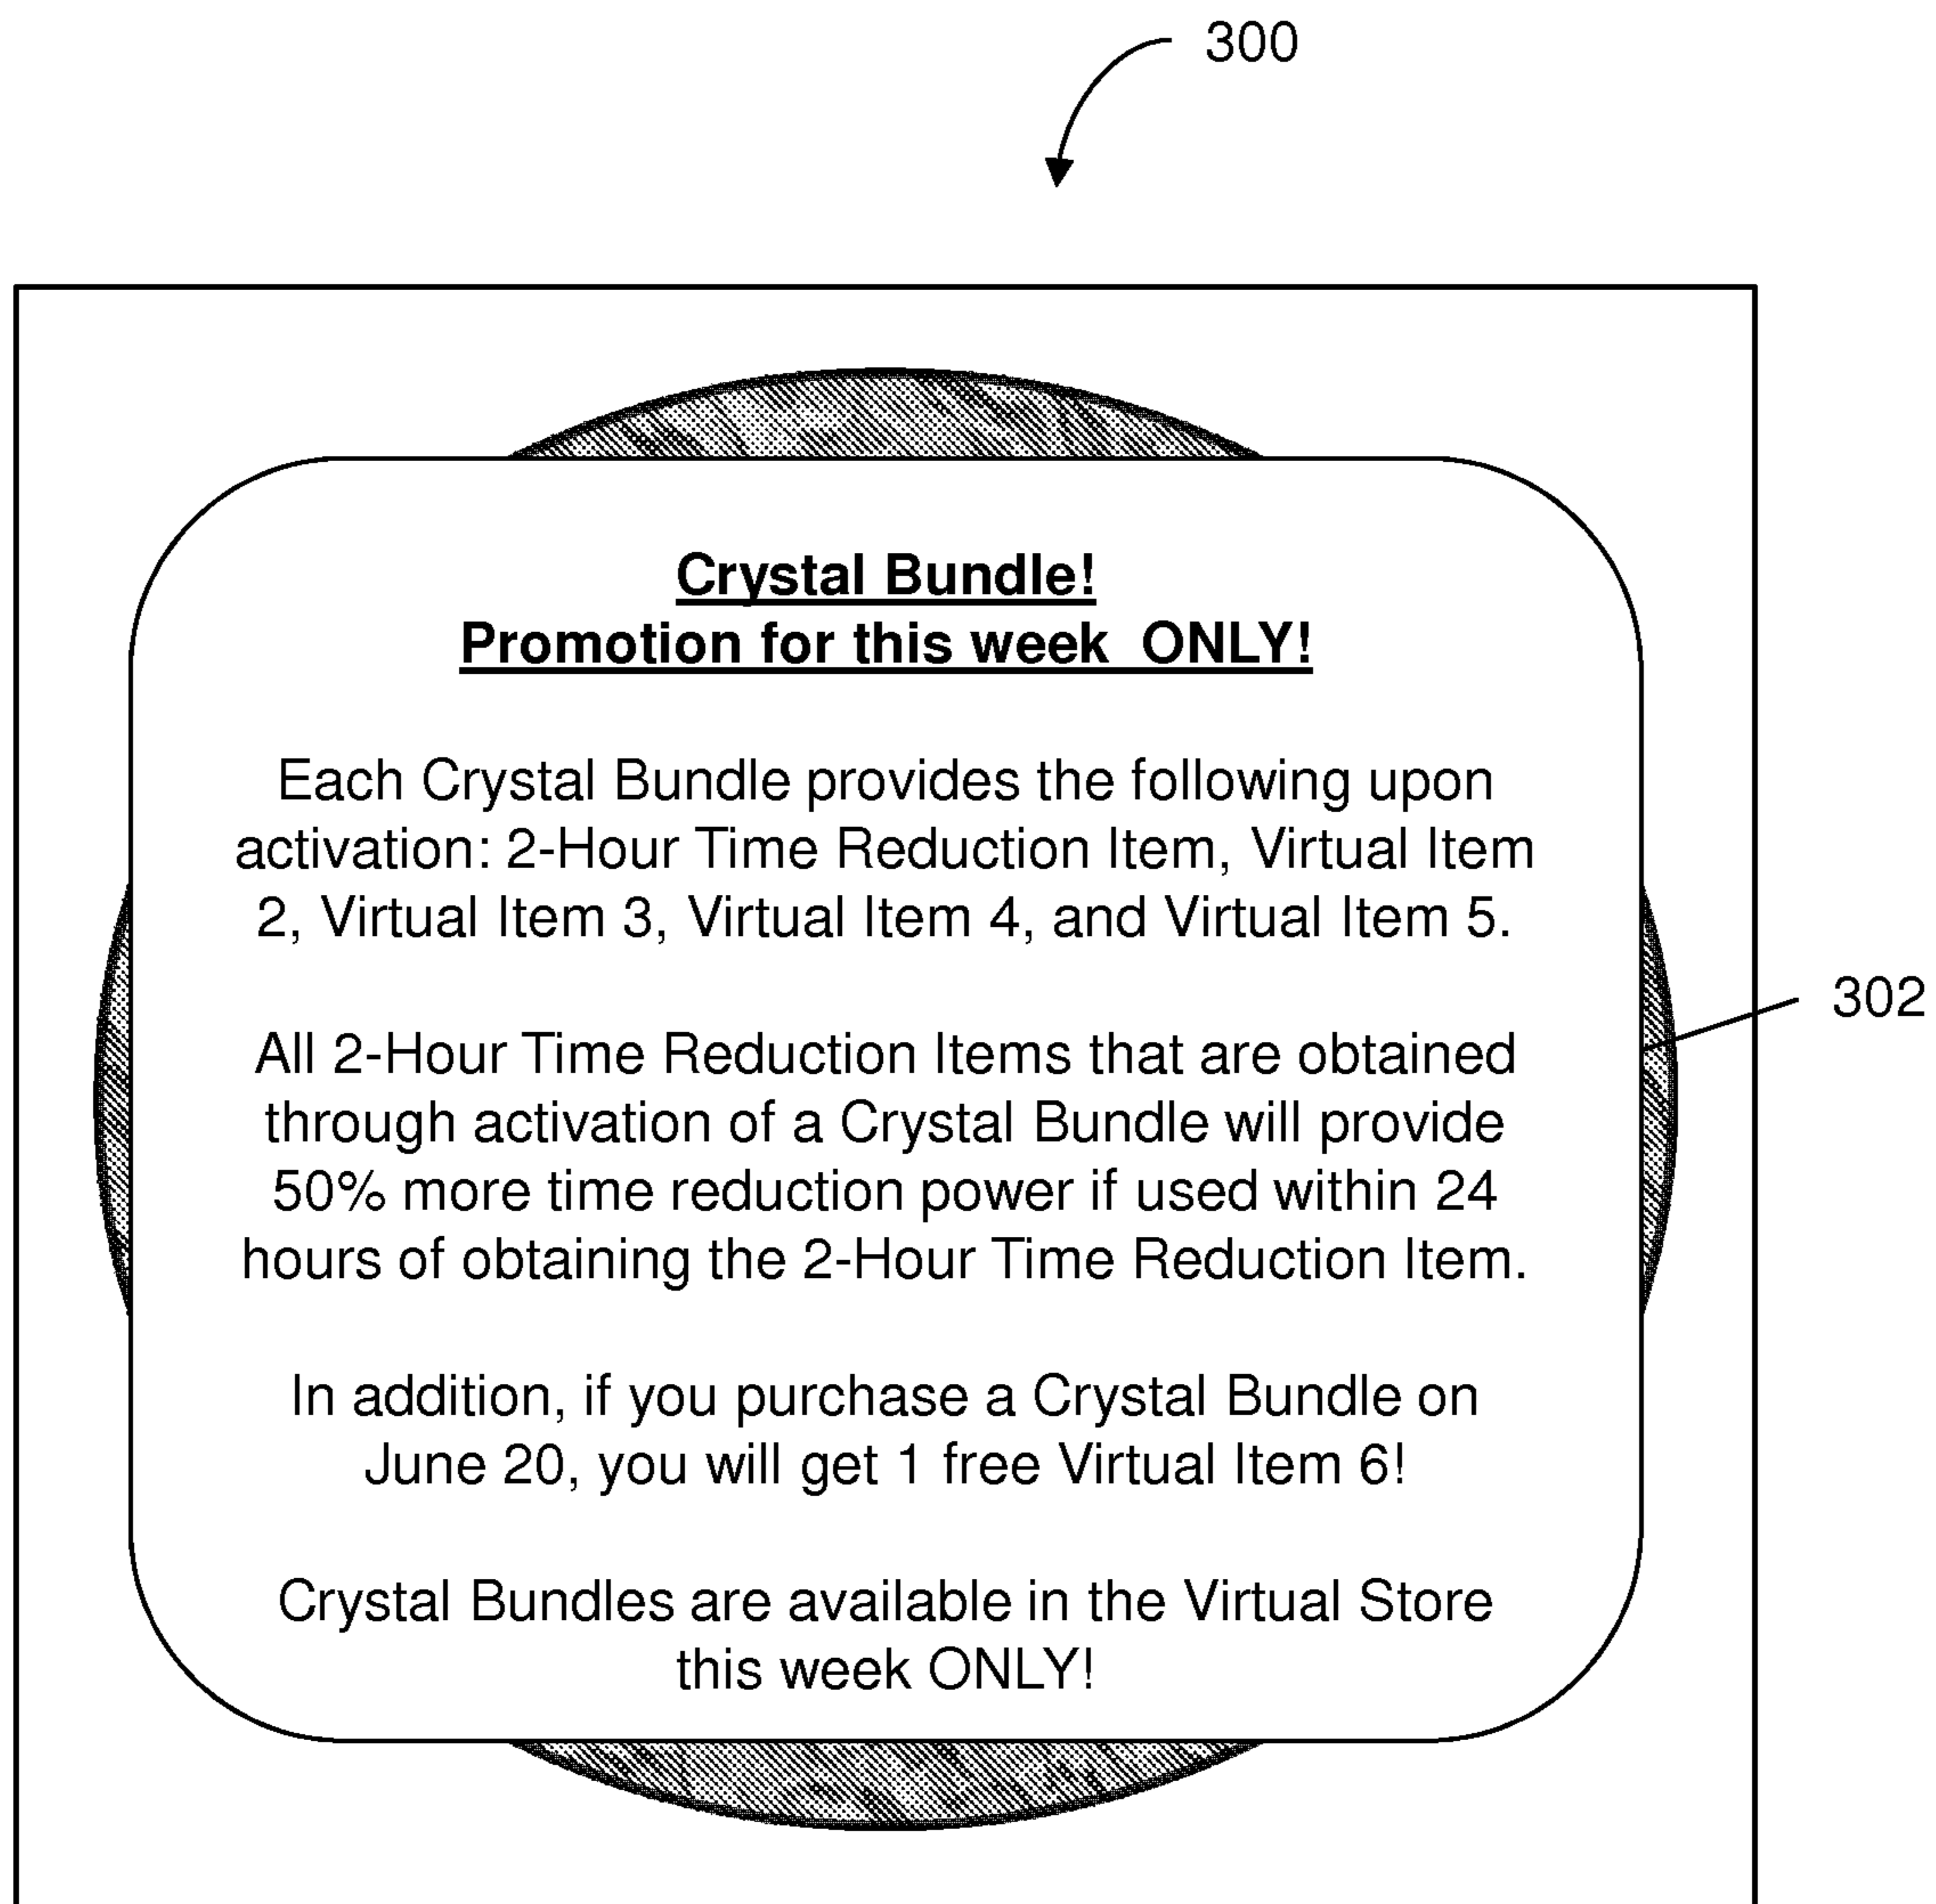 300
Crystal Bundle!
Promotion for this week ONLY!
Each Crystal Bundle provides the following upon
activation: 2-Hour Time Reduction Item, Virtual Item
2, Virtual Item 3, Virtual Item 4, and Virtual Item 5.
302
All 2-Hour Time Reduction Items that are obtained
through activation of a Crystal Bundle will provide
50% more time reduction power if used within 24
hours of obtaining the 2-Hour Time Reduction Item.
In addition, if you purchase a Crystal Bundle on
June 20, you will get 1 free Virtual Item 6!
Crystal Bundles are available in the Virtual Store
this week ONLY!